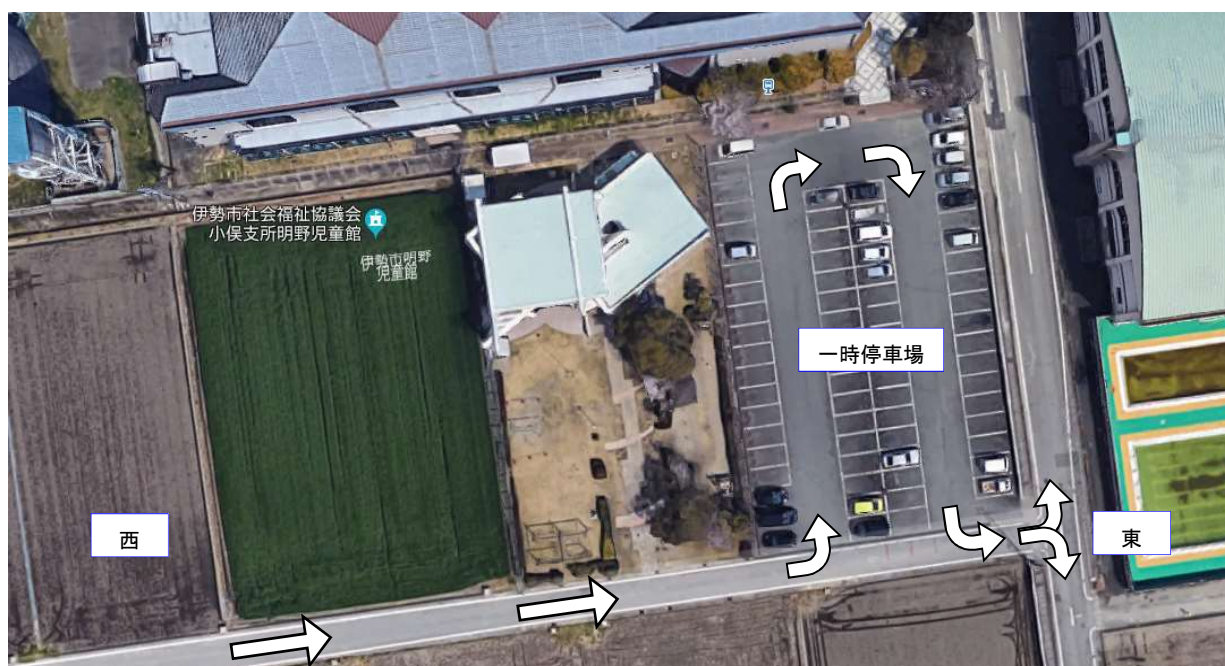 伊勢市社会福祉協議会
小俣支所明野児童館
伊勢市明野
児童館
一時停車場
西
東